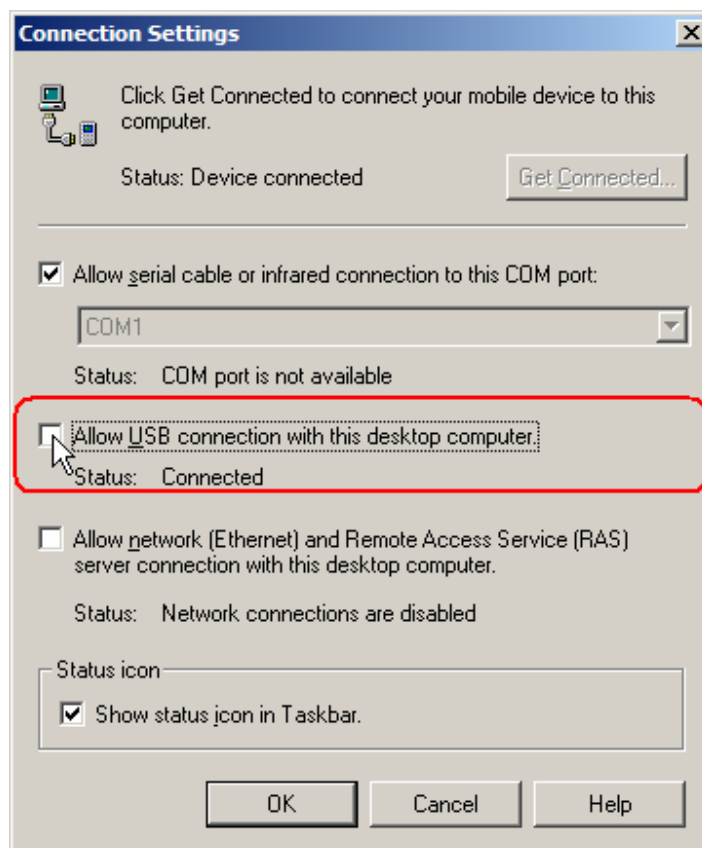 Connection Settings
Click Get Connected to connect your mobile device to this
computer.
Status: Device connected
Get Connected...
Allow serial cable or infrared connection to this COM port:
COM1
Status: COM port is not available
Allow USB connection with this desktop computer.
Status: Connected
Allow network (Ethernet) and Remote Access Service (RAS)
server connection with this desktop computer.
Status: Network connections are disabled
Status icon
Show status icon in Taskbar.
OK Cancel Help